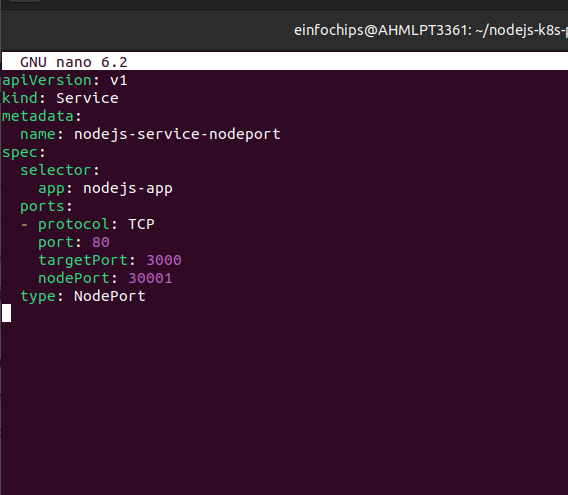 einfochips@AHMLPT3361: ~/nodejs-k8s-
GNU nano 6.2
apiVersion: v1
kind: Service
metadata:
  name: nodejs-service-nodeport
spec:
  selector:
    app: nodejs-app
  ports:
  - protocol: TCP
    port: 80
    targetPort: 3000
    nodePort: 30001
  type: NodePort